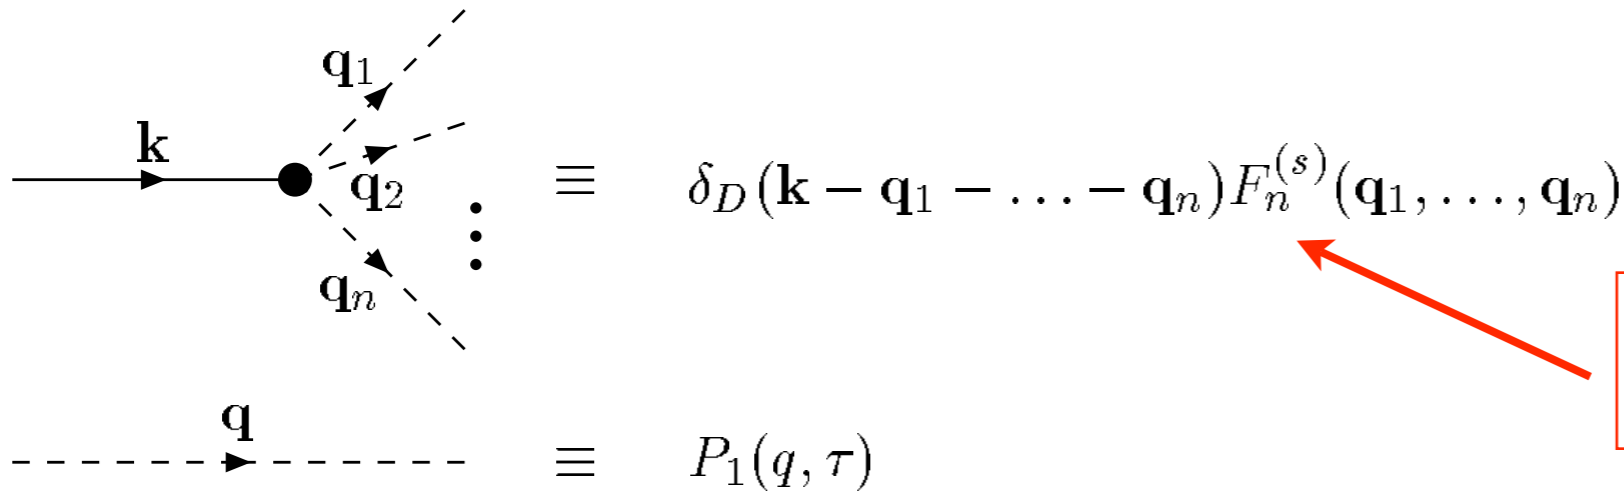 q₁
k
q₂
qₙ
≡ δ_D(k − q₁ − … − qₙ)F_n^{(s)}(q₁, …, qₙ)
q
≡ P₁(q, τ)